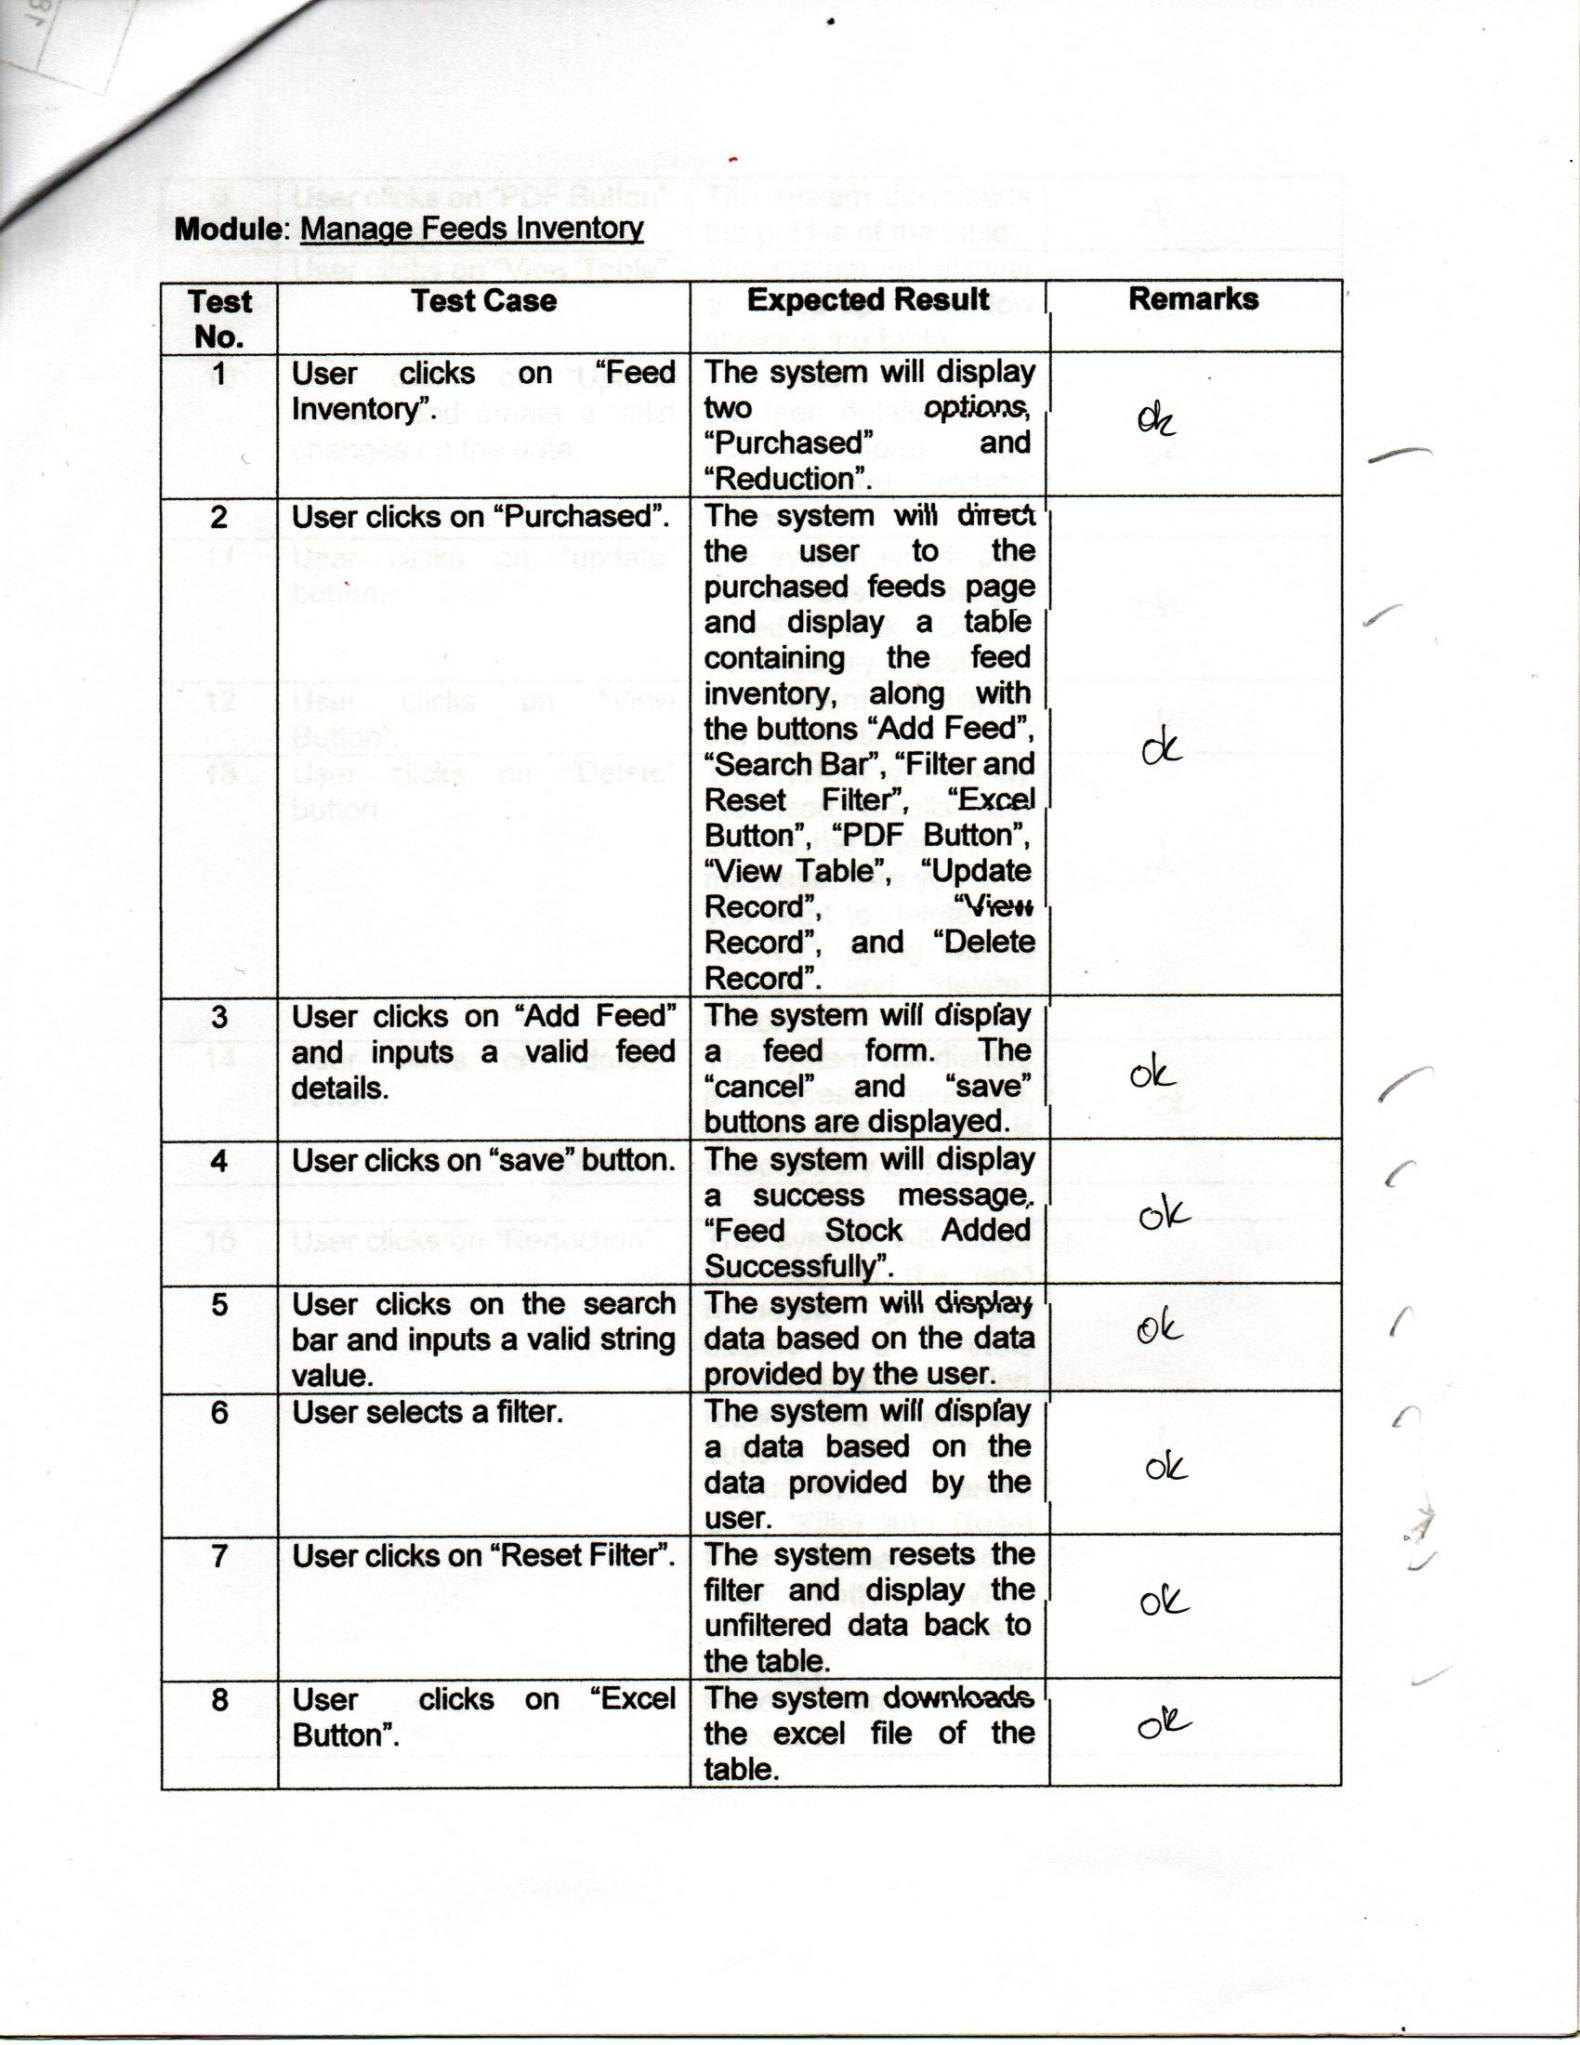 Module: Manage Feeds Inventory
Test No. Test Case Expected Result Remarks
1 User clicks on “Feed The system will display ok
Inventory”. two options,
“Purchased” and
“Reduction”.
2 User clicks on “Purchased”. The system will direct ok
the user to the
purchased feeds page
and display a table
containing the feed
inventory, along with
the buttons “Add Feed”,
“Search Bar”, “Filter and
Reset Filter”, “Excel
Button”, “PDF Button”,
“View Table”, “Update
Record”, “View
Record”, and “Delete
Record”.
3 User clicks on “Add Feed” The system will display ok
and inputs a valid feed a feed form. The
details. “cancel” and “save”
buttons are displayed.
4 User clicks on “save” button. The system will display ok
a success message,
“Feed Stock Added
Successfully”.
5 User clicks on the search The system will display ok
bar and inputs a valid string data based on the data
value. provided by the user.
6 User selects a filter. The system will display ok
a data based on the
data provided by the
user.
7 User clicks on “Reset Filter”. The system resets the ok
filter and display the
unfiltered data back to
the table.
8 User clicks on “Excel The system downloads ok
Button”. the excel file of the
table.